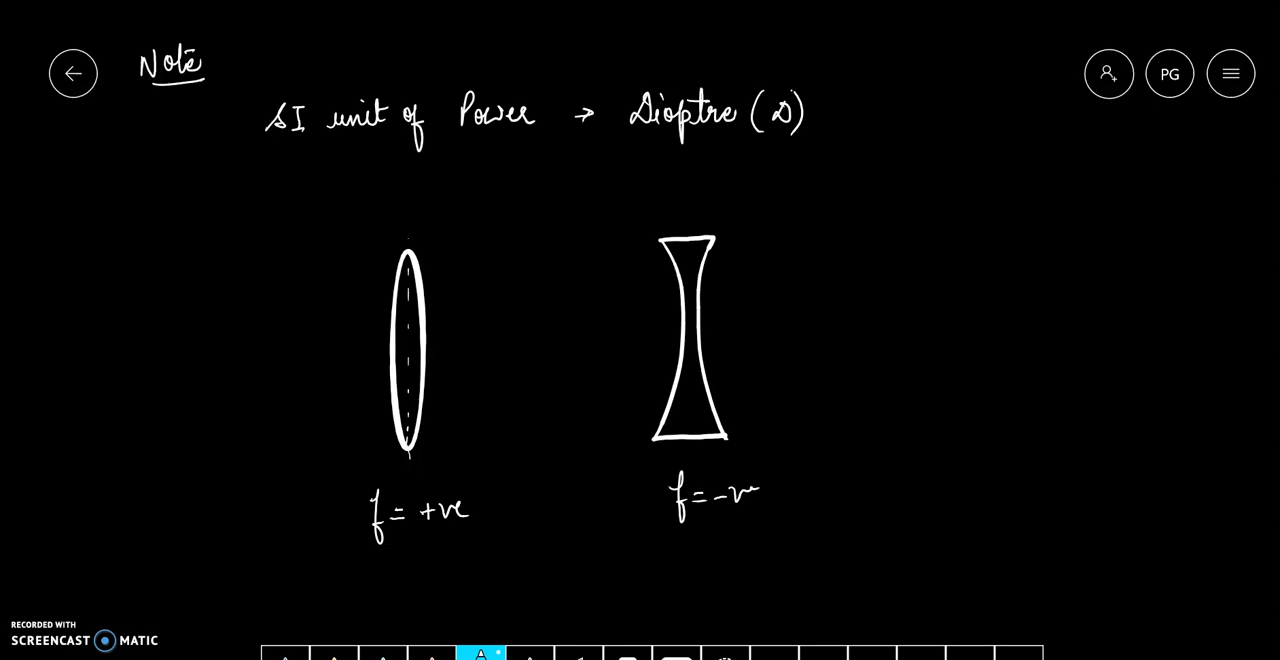 Note
PG
SI unit of Power → Dioptre (D)
f = +ve
f = -ve
RECORDED WITH
SCREENCAST MATIC